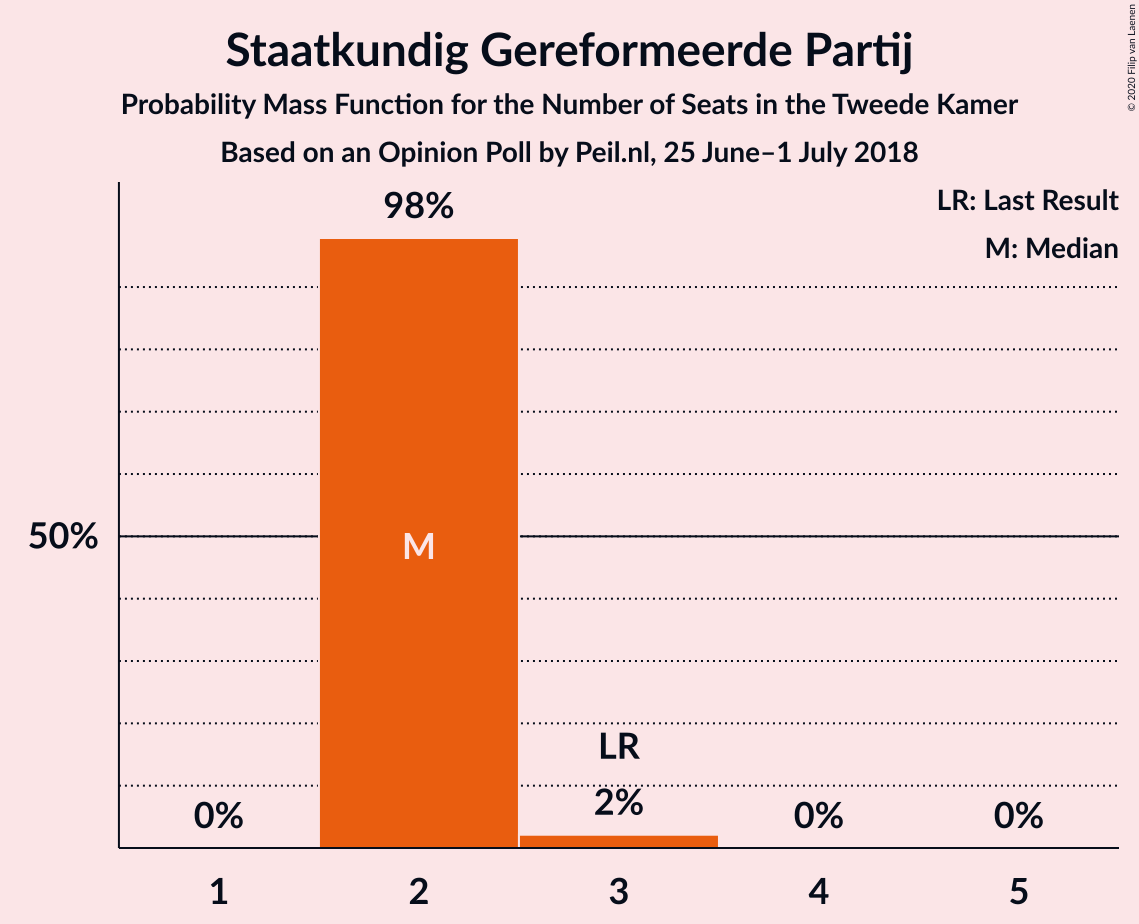 Staatkundig Gereformeerde Partij
Probability Mass Function for the Number of Seats in the Tweede Kamer
Based on an Opinion Poll by Peil.nl, 25 June–1 July 2018
© 2020 Filip van Laenen
LR: Last Result
M: Median
98%
50%
M
LR
0%
2%
0%
0%
1
2
3
4
5